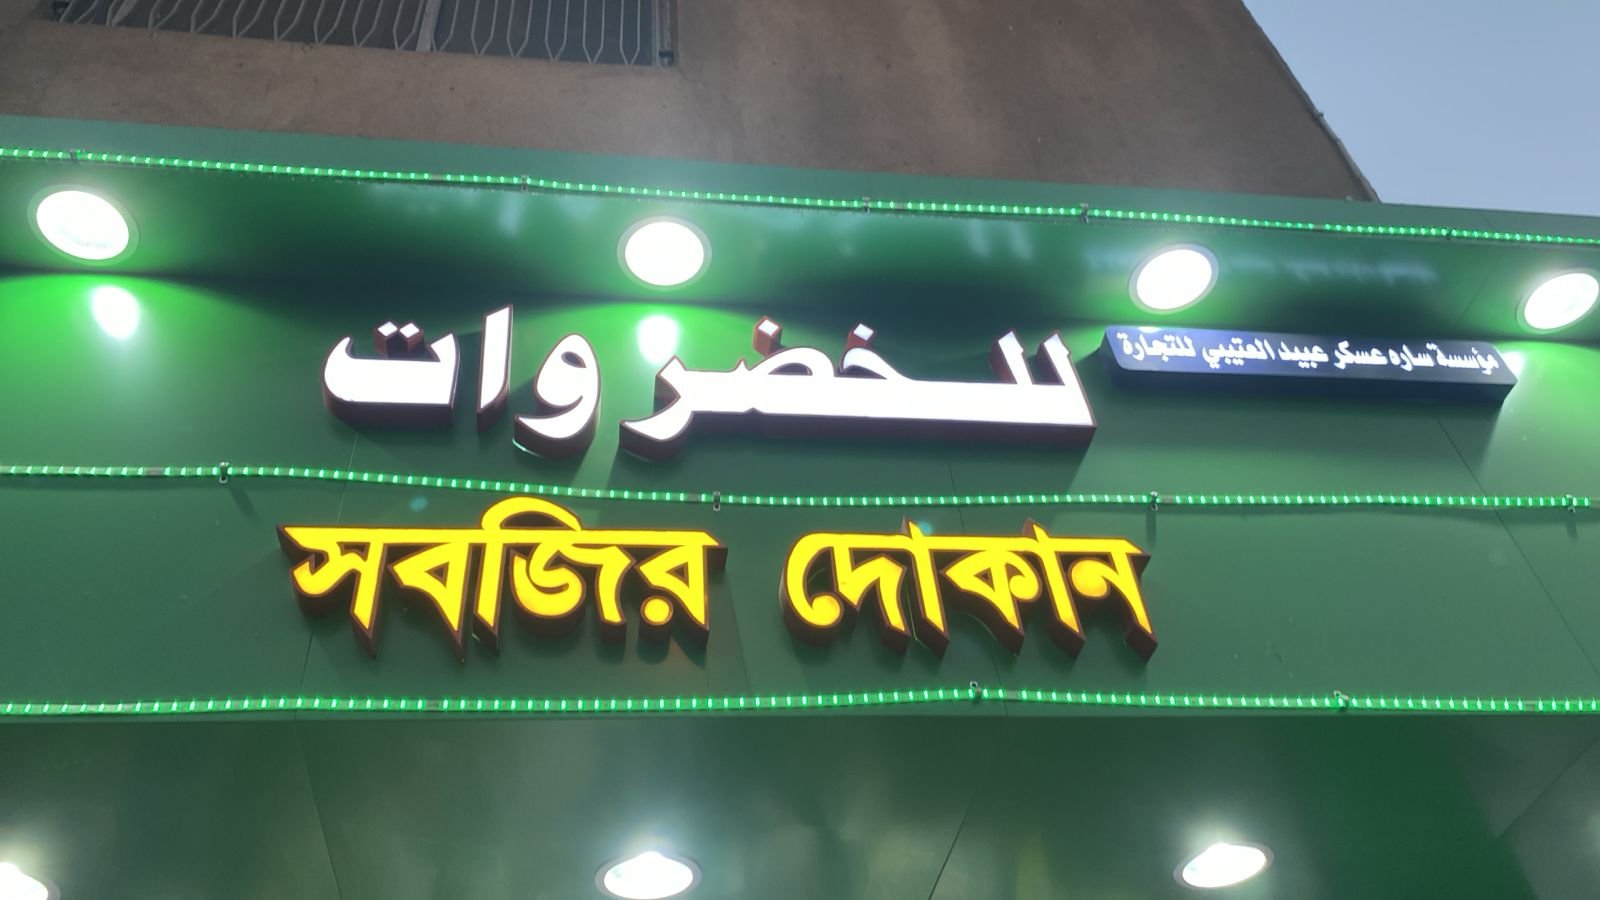 مؤسسة ساره عسكر عبيد العتيبي للتجارة
للخضروات
সবজির দোকান